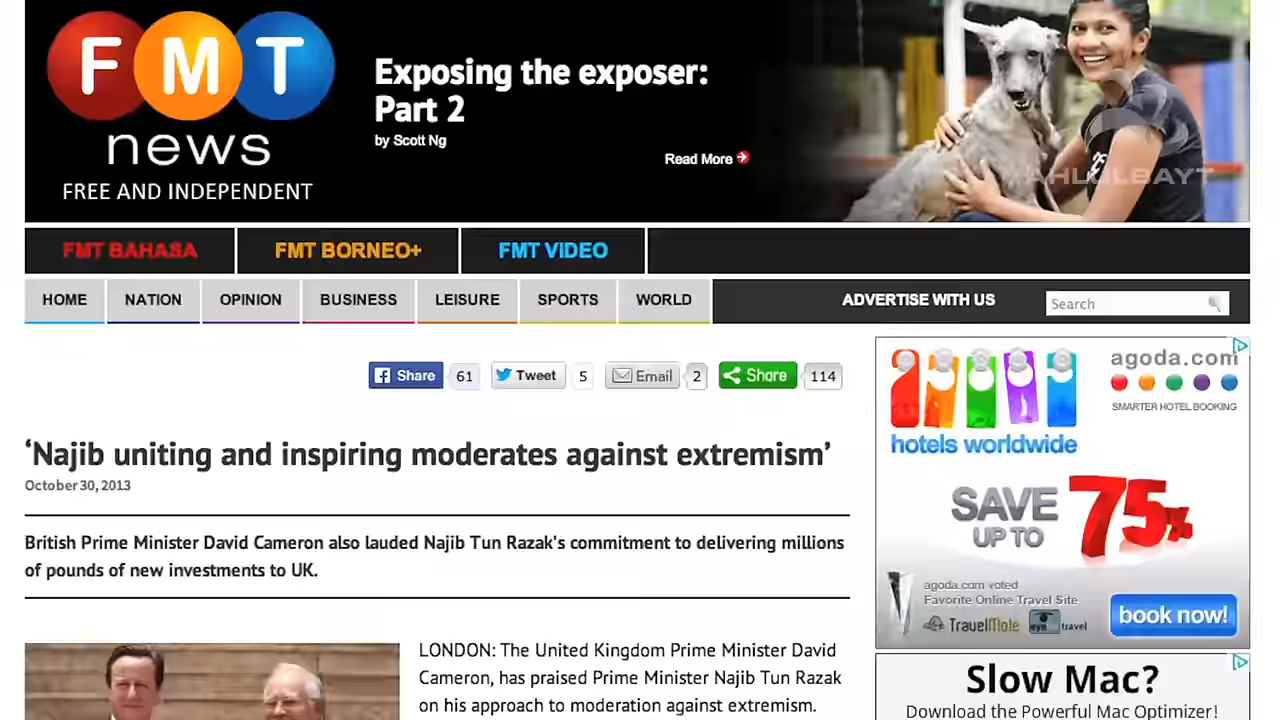 FMT
news
FREE AND INDEPENDENT
Exposing the exposer:
Part 2
by Scott Ng
Read More
AHLULBAYT
FMT BAHASA
FMT BORNEO+
FMT VIDEO
HOME
NATION
OPINION
BUSINESS
LEISURE
SPORTS
WORLD
ADVERTISE WITH US
Search
Share 61
Tweet 5
Email 2
Share 114
‘Najib uniting and inspiring moderates against extremism’
October 30, 2013
British Prime Minister David Cameron also lauded Najib Tun Razak's commitment to delivering millions
of pounds of new investments to UK.
LONDON: The United Kingdom Prime Minister David
Cameron, has praised Prime Minister Najib Tun Razak
on his approach to moderation against extremism.
agoda.com
SMARTER HOTEL BOOKING
hotels worldwide
SAVE
UP TO
75%
agoda.com voted
Favorite Online Travel Site
TravelMole
eye
travel
book now!
Slow Mac?
Download the Powerful Mac Optimizer!